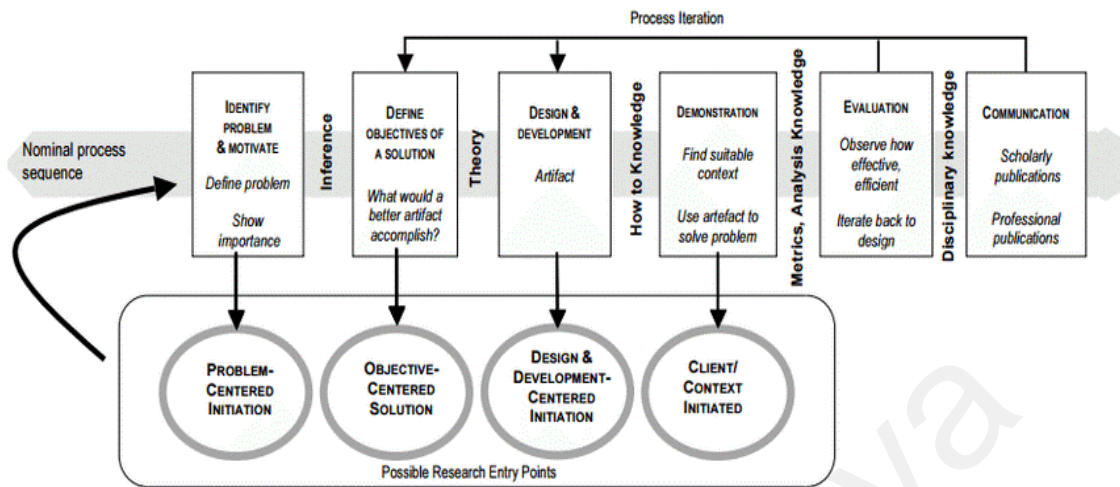 Process Iteration
Nominal process
sequence
IDENTIFY
PROBLEM
& MOTIVATE
Define problem
Show
importance
Inference
DEFINE
OBJECTIVES OF
A SOLUTION
What would a
better artifact
accomplish?
Theory
DESIGN &
DEVELOPMENT
Artifact
How to Knowledge
DEMONSTRATION
Find suitable
context
Use artefact to
solve problem
Metrics, Analysis Knowledge
EVALUATION
Observe how
effective,
efficient
Iterate back to
design
Disciplinary knowledge
COMMUNICATION
Scholarly
publications
Professional
publications
PROBLEM-
CENTERED
INITIATION
OBJECTIVE-
CENTERED
SOLUTION
DESIGN &
DEVELOPMENT-
CENTERED
INITIATION
CLIENT/
CONTEXT
INITIATED
Possible Research Entry Points